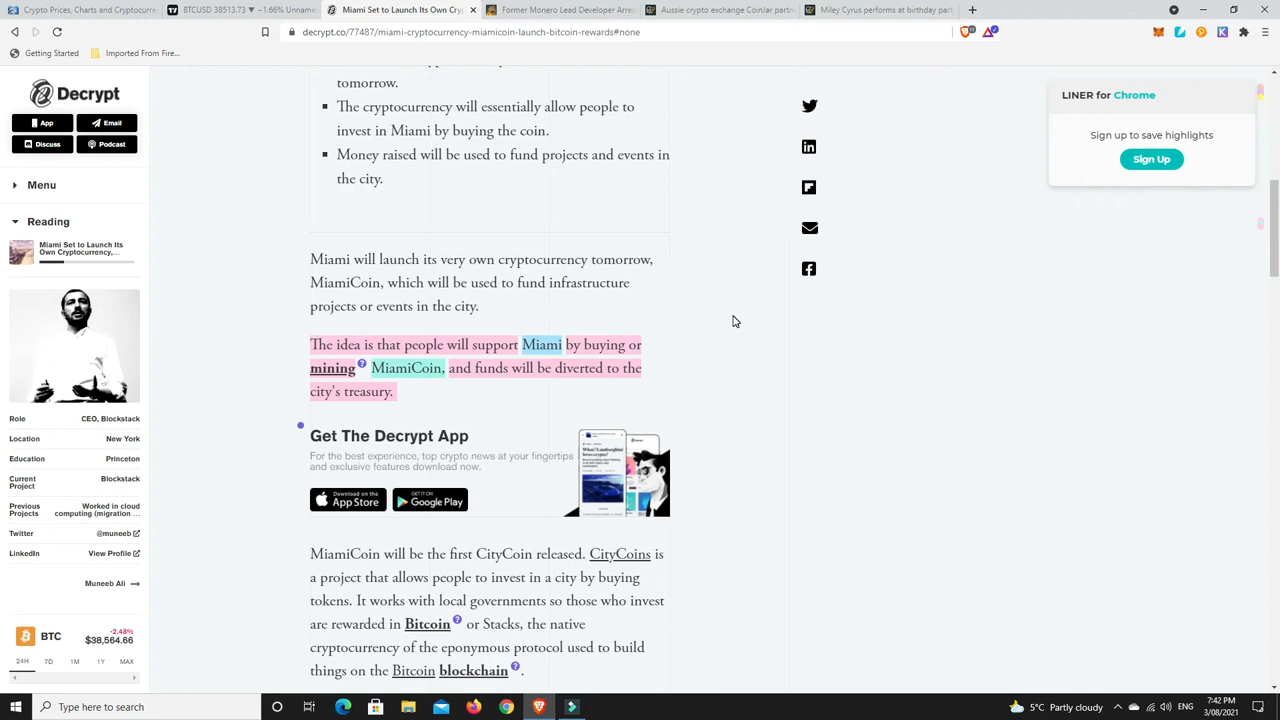 Crypto Prices, Charts and Cryptocurr
BTCUSD 38513.73 ▼ −1.66% Unname
Miami Set to Launch Its Own Cry
Former Monero Lead Developer Arres
Aussie crypto exchange CoinJar partn
Miley Cyrus performs at birthday part
decrypt.co/77487/miami-cryptocurrency-miamicoin-launch-bitcoin-rewards#none
Getting Started
Imported From Fire...
Decrypt
App
Email
Discuss
Podcast
Menu
Reading
Miami Set to Launch Its
Own Cryptocurrency,...
Role CEO, Blockstack
Location New York
Education Princeton
Current Project Blockstack
Previous Projects Worked in cloud computing (migration ...
Twitter @muneeb
LinkedIn View Profile
Muneeb Ali
BTC
-2.48%
$38,564.66
24H 7D 1M 1Y MAX
tomorrow.
The cryptocurrency will essentially allow people to
invest in Miami by buying the coin.
Money raised will be used to fund projects and events in
the city.
Miami will launch its very own cryptocurrency tomorrow,
MiamiCoin, which will be used to fund infrastructure
projects or events in the city.
The idea is that people will support Miami by buying or
mining ? MiamiCoin, and funds will be diverted to the
city's treasury.
Get The Decrypt App
For the best experience, top crypto news at your fingertips
and exclusive features download now.
Download on the
App Store
GET IT ON
Google Play
MiamiCoin will be the first CityCoin released. CityCoins is
a project that allows people to invest in a city by buying
tokens. It works with local governments so those who invest
are rewarded in Bitcoin ? or Stacks, the native
cryptocurrency of the eponymous protocol used to build
things on the Bitcoin blockchain ?.
LINER for Chrome
Sign up to save highlights
Sign Up
Type here to search
5°C Partly cloudy
ENG
7:42 PM
3/08/2021